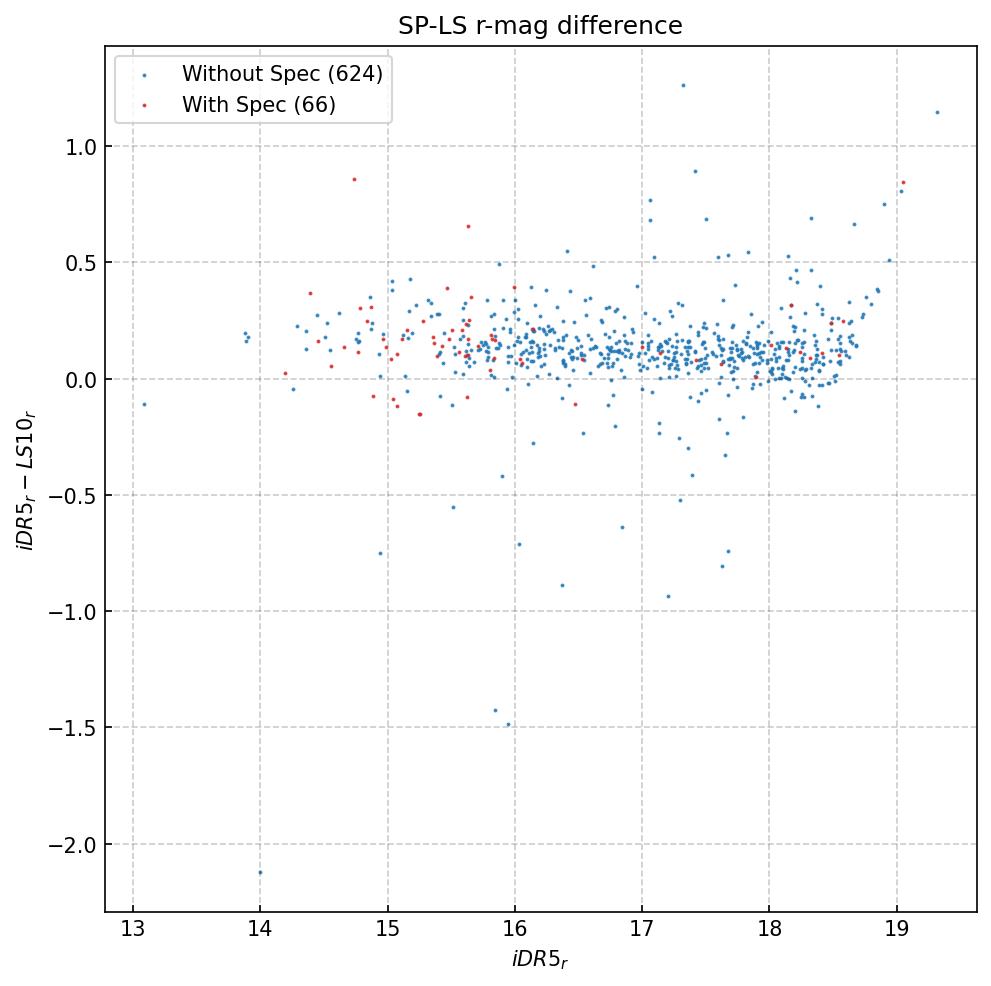 SP-LS r-mag difference
Without Spec (624)
With Spec (66)
1.0
0.5
0.0
−0.5
−1.0
−1.5
−2.0
iDR5r − LS10r
13 14 15 16 17 18 19
iDR5r